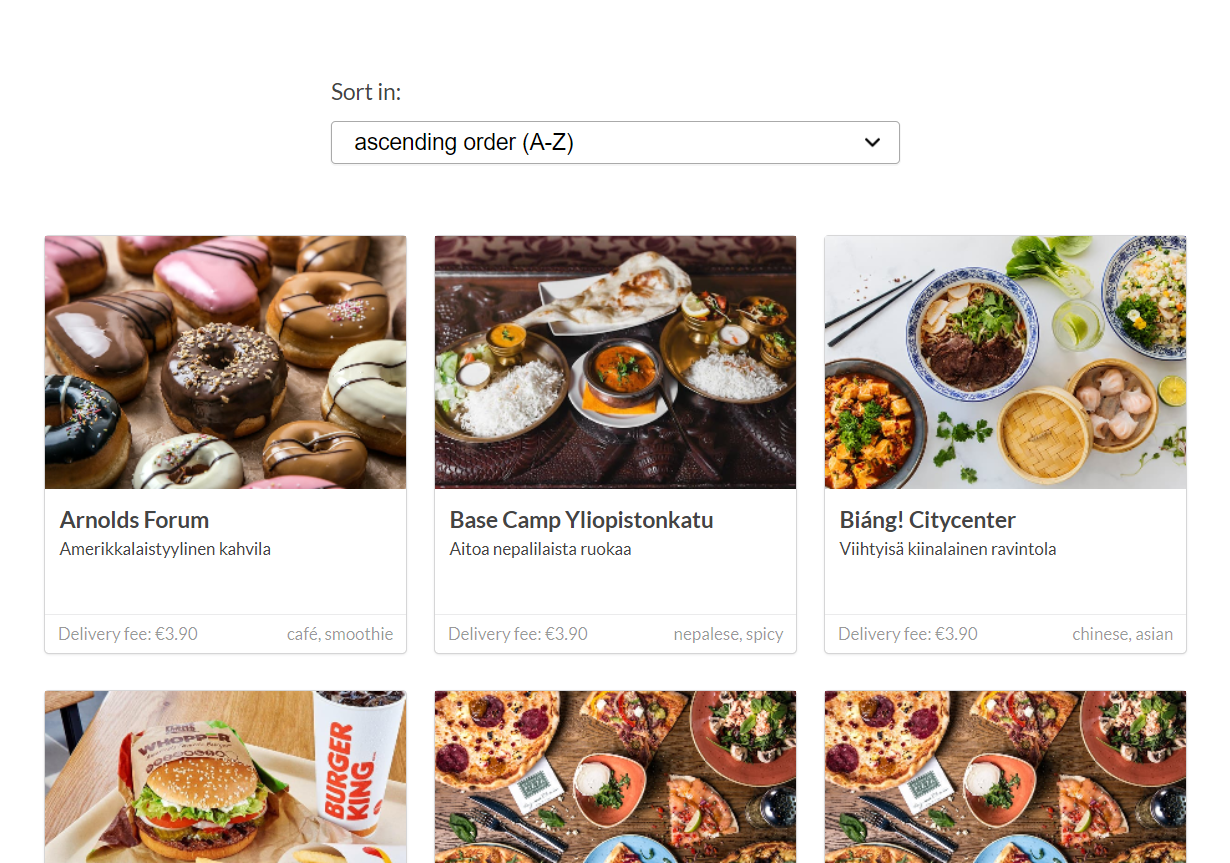 Sort in:
ascending order (A-Z)
Arnolds Forum
Amerikkalaistyylinen kahvila
Delivery fee: €3.90
café, smoothie
Base Camp Yliopistonkatu
Aitoa nepalilaista ruokaa
Delivery fee: €3.90
nepalese, spicy
Biáng! Citycenter
Viihtyisä kiinalainen ravintola
Delivery fee: €3.90
chinese, asian
WHOPPER
BURGER
KING